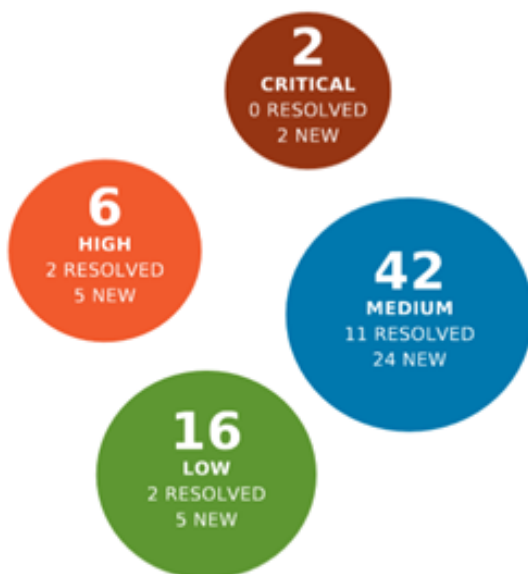 2
CRITICAL
0 RESOLVED
2 NEW
6
HIGH
2 RESOLVED
5 NEW
42
MEDIUM
11 RESOLVED
24 NEW
16
LOW
2 RESOLVED
5 NEW